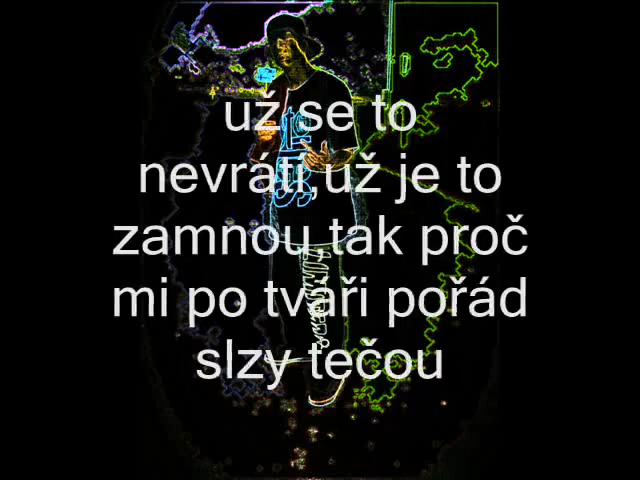 už se to
nevrátí,už je to
zamnou tak proč
mi po tváři pořád
slzy tečou